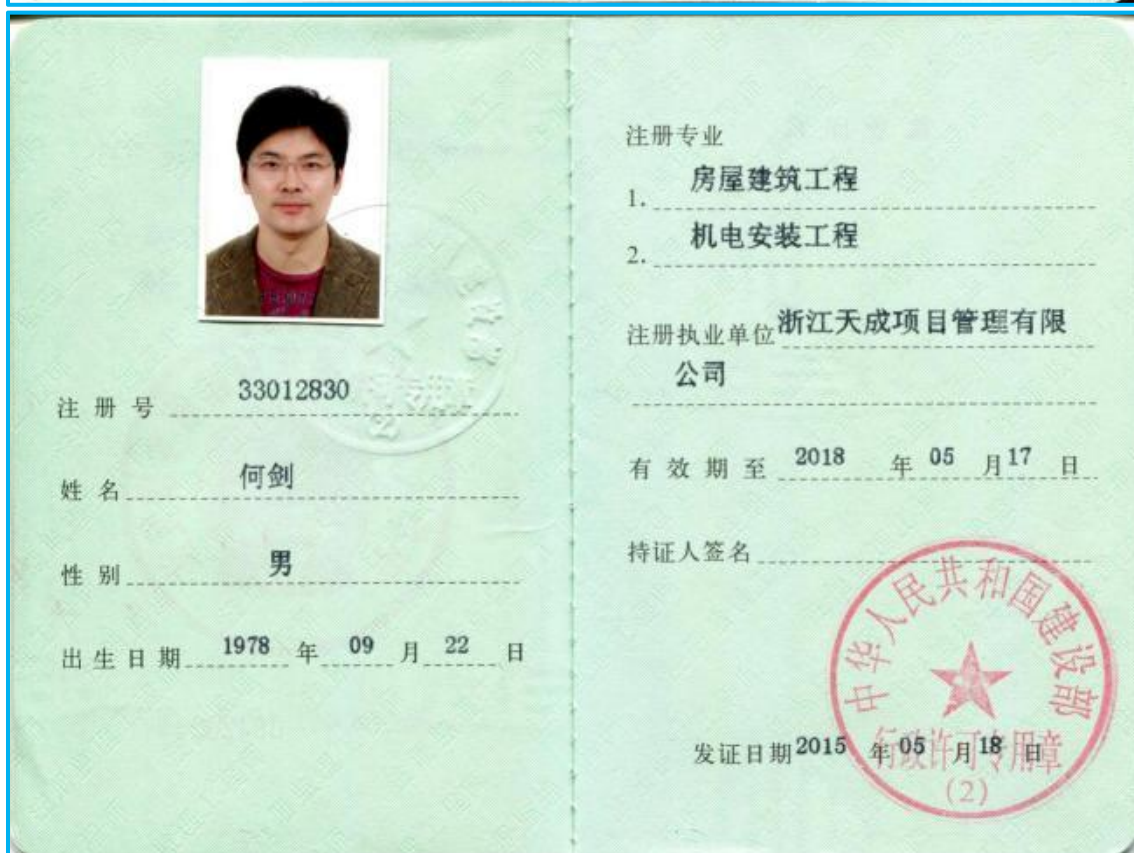 注 册 号 33012830
姓 名 何剑
性 别 男
出 生 日 期 1978 年 09 月 22 日
注册专业
1. 房屋建筑工程
2. 机电安装工程
注册执业单位 浙江天成项目管理有限
公司
有 效 期 至 2018 年 05 月 17 日
持证人签名
中华人民共和国建设部
行政许可专用章
(2)
发证日期 2015 年 05 月 18 日